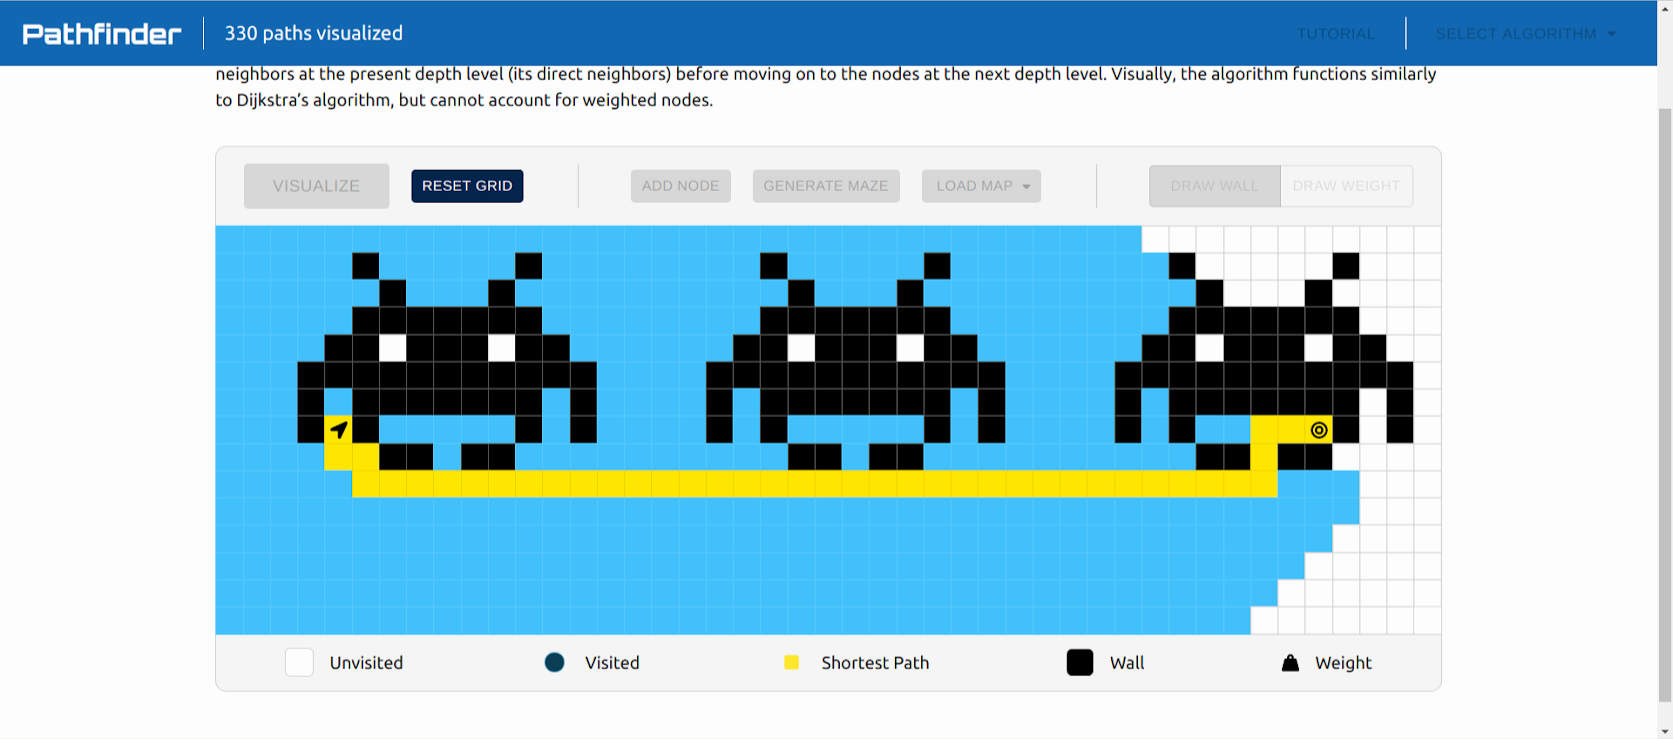 Pathfinder
330 paths visualized
TUTORIAL
SELECT ALGORITHM
neighbors at the present depth level (its direct neighbors) before moving on to the nodes at the next depth level. Visually, the algorithm functions similarly
to Dijkstra’s algorithm, but cannot account for weighted nodes.
VISUALIZE
RESET GRID
ADD NODE
GENERATE MAZE
LOAD MAP
DRAW WALL
DRAW WEIGHT
Unvisited
Visited
Shortest Path
Wall
Weight